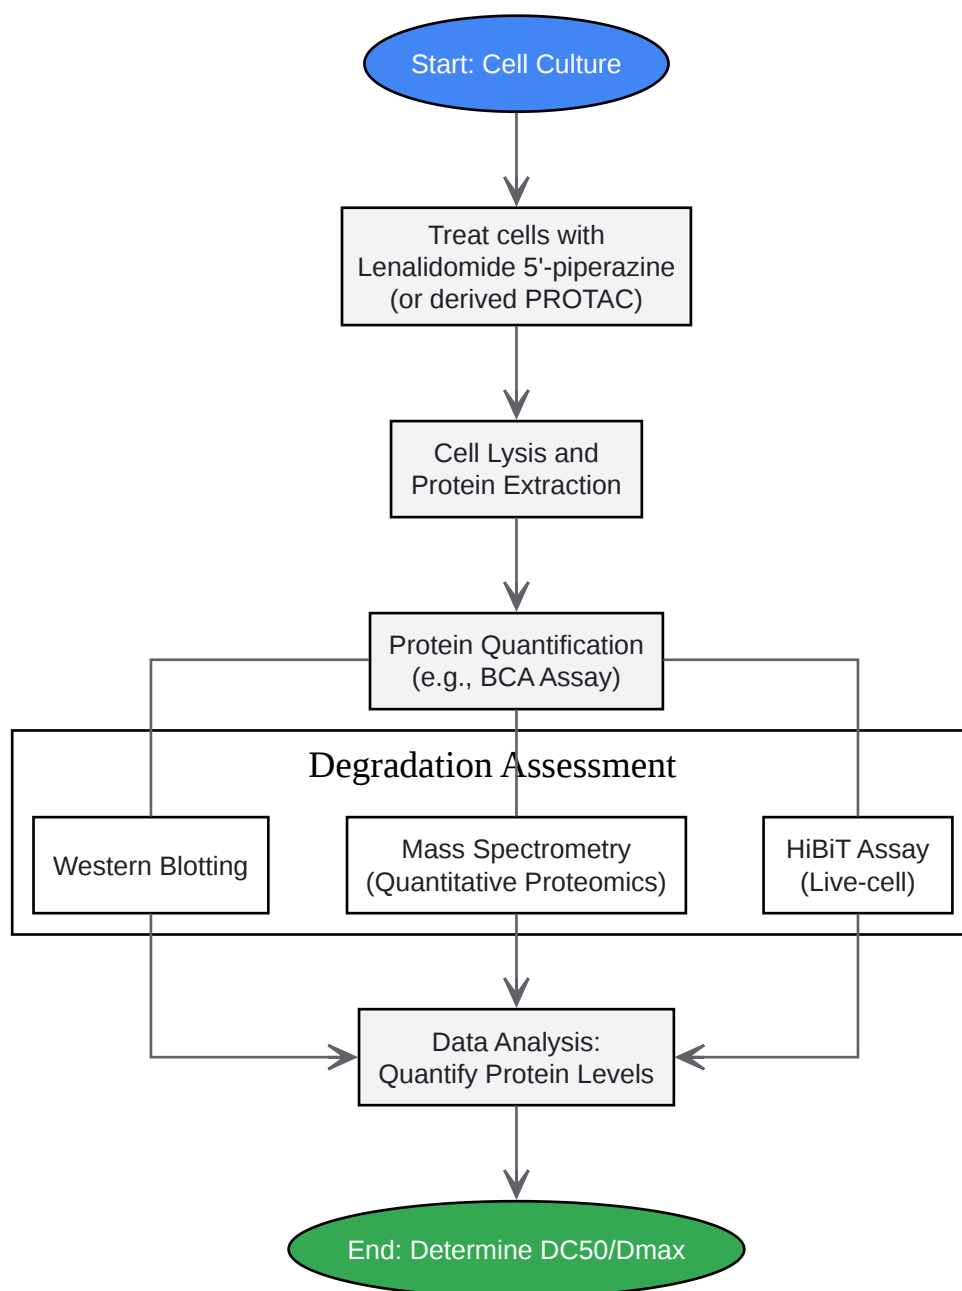 Start: Cell Culture
Treat cells with
Lenalidomide 5'-piperazine
(or derived PROTAC)
Cell Lysis and
Protein Extraction
Protein Quantification
(e.g., BCA Assay)
Degradation Assessment
Western Blotting
Mass Spectrometry
(Quantitative Proteomics)
HiBiT Assay
(Live-cell)
Data Analysis:
Quantify Protein Levels
End: Determine DC50/Dmax